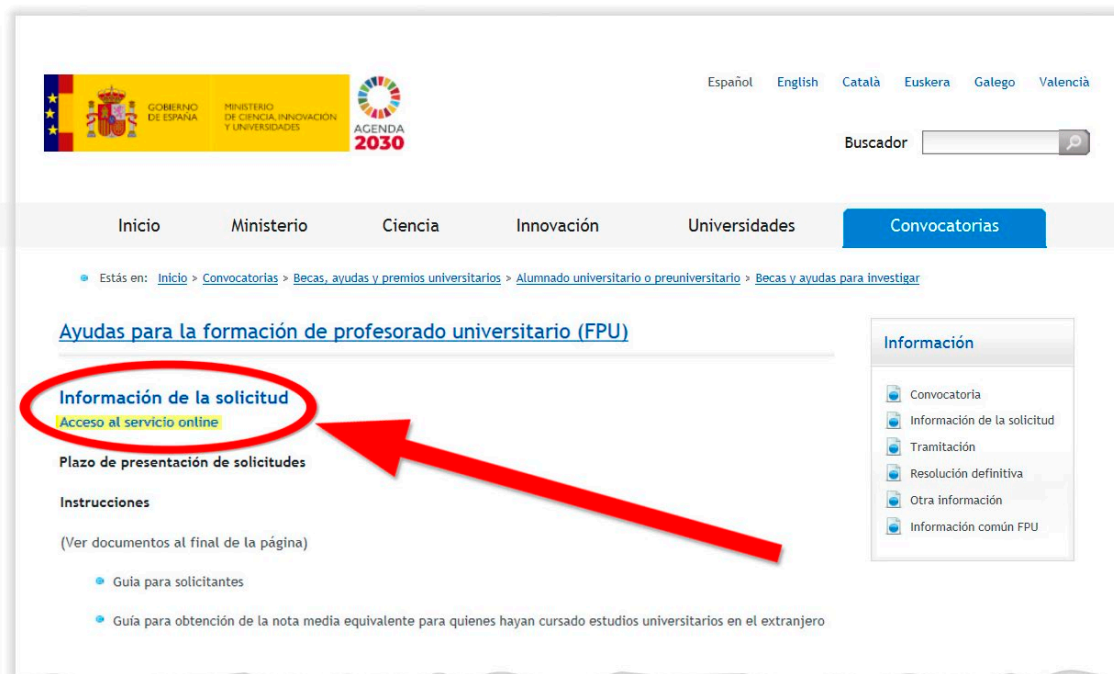 Español English Català Euskera Galego Valencià
GOBIERNO
DE ESPAÑA
MINISTERIO
DE CIENCIA, INNOVACIÓN
Y UNIVERSIDADES
AGENDA
2030
Buscador
Inicio Ministerio Ciencia Innovación Universidades Convocatorias
Estás en: Inicio > Convocatorias > Becas, ayudas y premios universitarios > Alumnado universitario o preuniversitario > Becas y ayudas para investigar
Ayudas para la formación de profesorado universitario (FPU)
Información de la solicitud
Acceso al servicio online
Plazo de presentación de solicitudes
Instrucciones
(Ver documentos al final de la página)
Guia para solicitantes
Guía para obtención de la nota media equivalente para quienes hayan cursado estudios universitarios en el extranjero
Información
Convocatoria
Información de la solicitud
Tramitación
Resolución definitiva
Otra información
Información común FPU